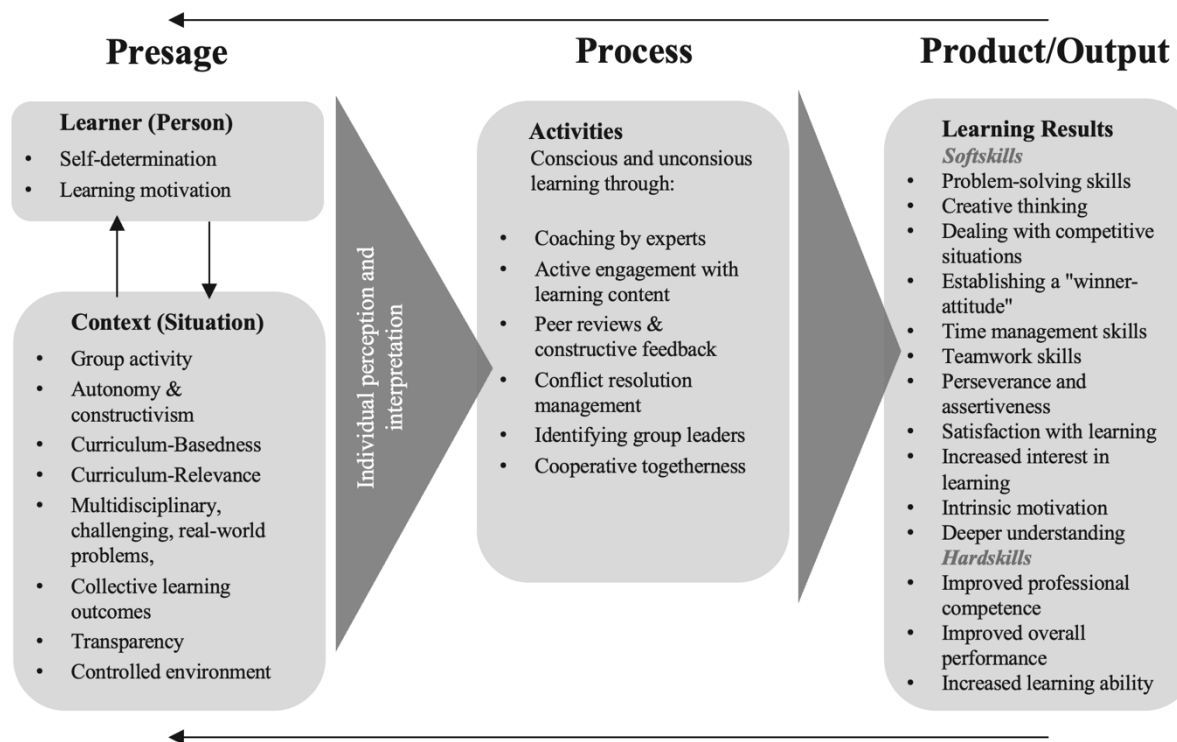 Presage
Learner (Person)
• Self-determination
• Learning motivation
Context (Situation)
• Group activity
• Autonomy &
constructivism
• Curriculum-Basedness
• Curriculum-Relevance
• Multidisciplinary,
challenging, real-world
problems,
• Collective learning
outcomes
• Transparency
• Controlled environment
Individual perception and
interpretation
Process
Activities
Conscious and unconsious
learning through:
• Coaching by experts
• Active engagement with
learning content
• Peer reviews &
constructive feedback
• Conflict resolution
management
• Identifying group leaders
• Cooperative togetherness
Product/Output
Learning Results
Softskills
• Problem-solving skills
• Creative thinking
• Dealing with competitive
situations
• Establishing a "winner-
attitude"
• Time management skills
• Teamwork skills
• Perseverance and
assertiveness
• Satisfaction with learning
• Increased interest in
learning
• Intrinsic motivation
• Deeper understanding
Hardskills
• Improved professional
competence
• Improved overall
performance
• Increased learning ability